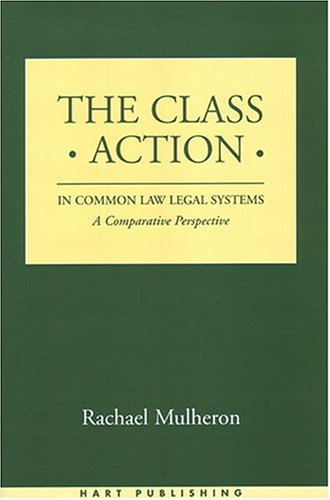 THE CLASS
· ACTION ·
IN COMMON LAW LEGAL SYSTEMS
A Comparative Perspective
Rachael Mulheron
HART PUBLISHING